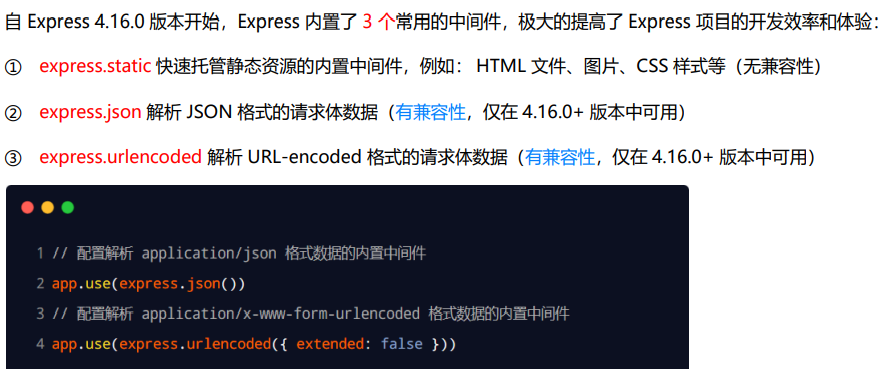 自 Express 4.16.0 版本开始，Express 内置了 3 个常用的中间件，极大的提高了 Express 项目的开发效率和体验：
① express.static 快速托管静态资源的内置中间件，例如： HTML 文件、图片、CSS 样式等（无兼容性）
② express.json 解析 JSON 格式的请求体数据（有兼容性，仅在 4.16.0+ 版本中可用）
③ express.urlencoded 解析 URL-encoded 格式的请求体数据（有兼容性，仅在 4.16.0+ 版本中可用）
1 // 配置解析 application/json 格式数据的内置中间件
2 app.use(express.json())
3 // 配置解析 application/x-www-form-urlencoded 格式数据的内置中间件
4 app.use(express.urlencoded({ extended: false }))